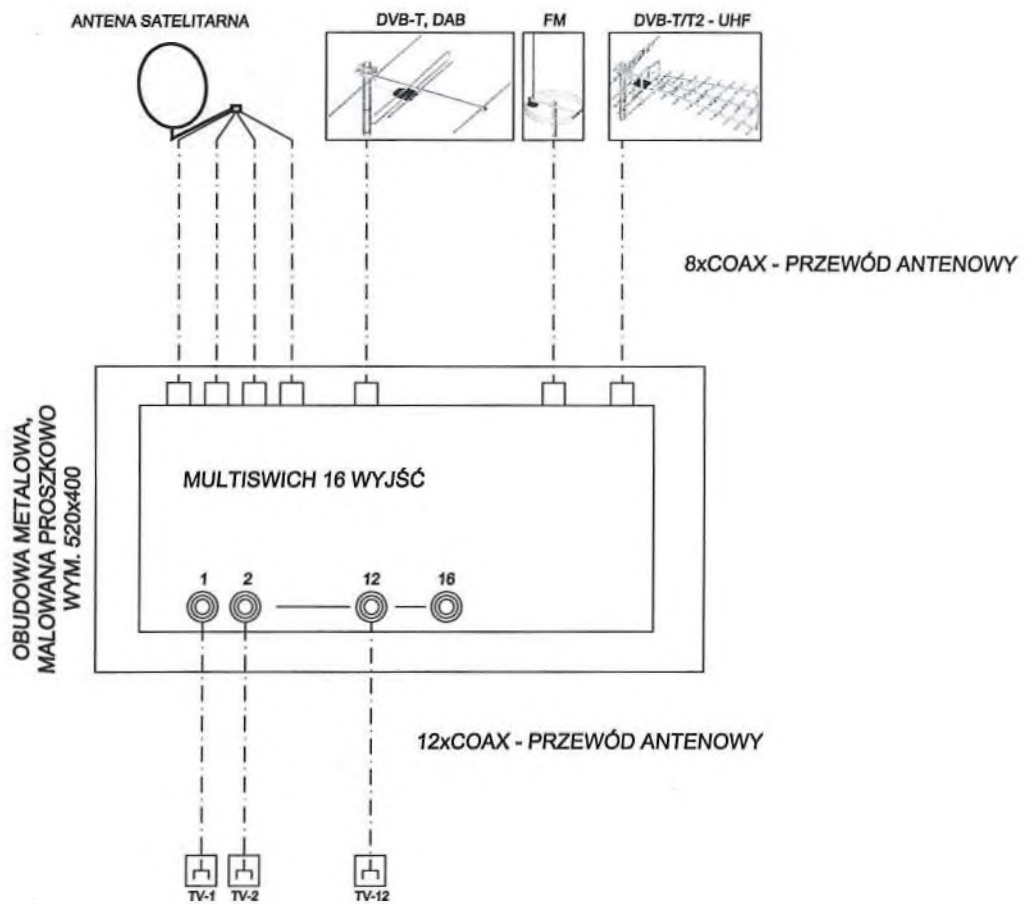 ANTENA SATELITARNA
DVB-T, DAB
FM
DVB-T/T2 - UHF
8xCOAX - PRZEWÓD ANTENOWY
OBUDOWA METALOWA,
MALOWANA PROSZKOWO
WYM. 520x400
MULTISWICH 16 WYJŚĆ
1
2
12
16
12xCOAX - PRZEWÓD ANTENOWY
TV-1
TV-2
TV-12